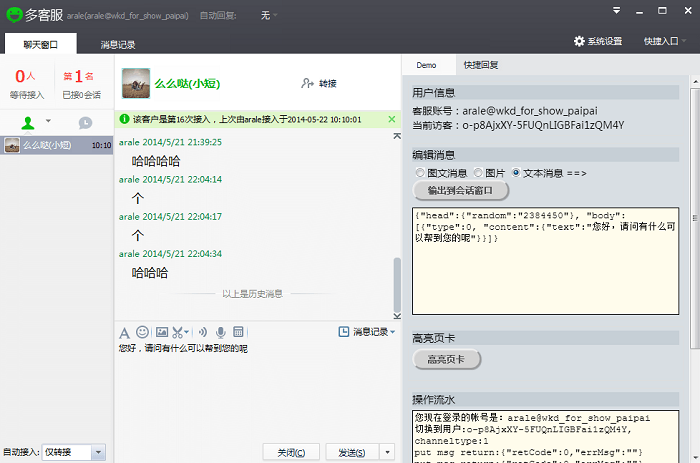 多客服 arale(arale@wkd_for_show_paipai) 自动回复: 无
聊天窗口 消息记录 系统设置 快捷入口
0人 第1名
等待接入 已接0会话
么么哒(小短) 10:10
自动接入: 仅转接
么么哒(小短) 转接
该客户是第16次接入，上次由arale接入于2014-05-22 10:10:01
arale 2014/5/21 21:39:25
哈哈哈哈
arale 2014/5/21 22:04:14
个
arale 2014/5/21 22:04:17
个
arale 2014/5/21 22:04:34
哈哈哈
以上是历史消息
消息记录
您好，请问有什么可以帮到您的呢
关闭(C) 发送(S)
Demo 快捷回复
用户信息
客服账号：arale@wkd_for_show_paipai
当前访客：o-p8AjxXY-5FUQnLIGBFai1zQM4Y
编辑消息
图文消息 图片 文本消息 ==>
输出到会话窗口
{"head":{"random":"2384450"}, "body":
[{"type":0, "content":{"text":"您好，请问有什么可
以帮到您的呢"}}]}
高亮页卡
高亮页卡
操作流水
您现在登录的帐号是：arale@wkd_for_show_paipai
切换到用户:o-p8AjxXY-5FUQnLIGBFai1zQM4Y,
channeltype:1
put msg return:{"retCode":0,"errMsg":""}
put msg return:{"retCode":0,"errMsg":""}